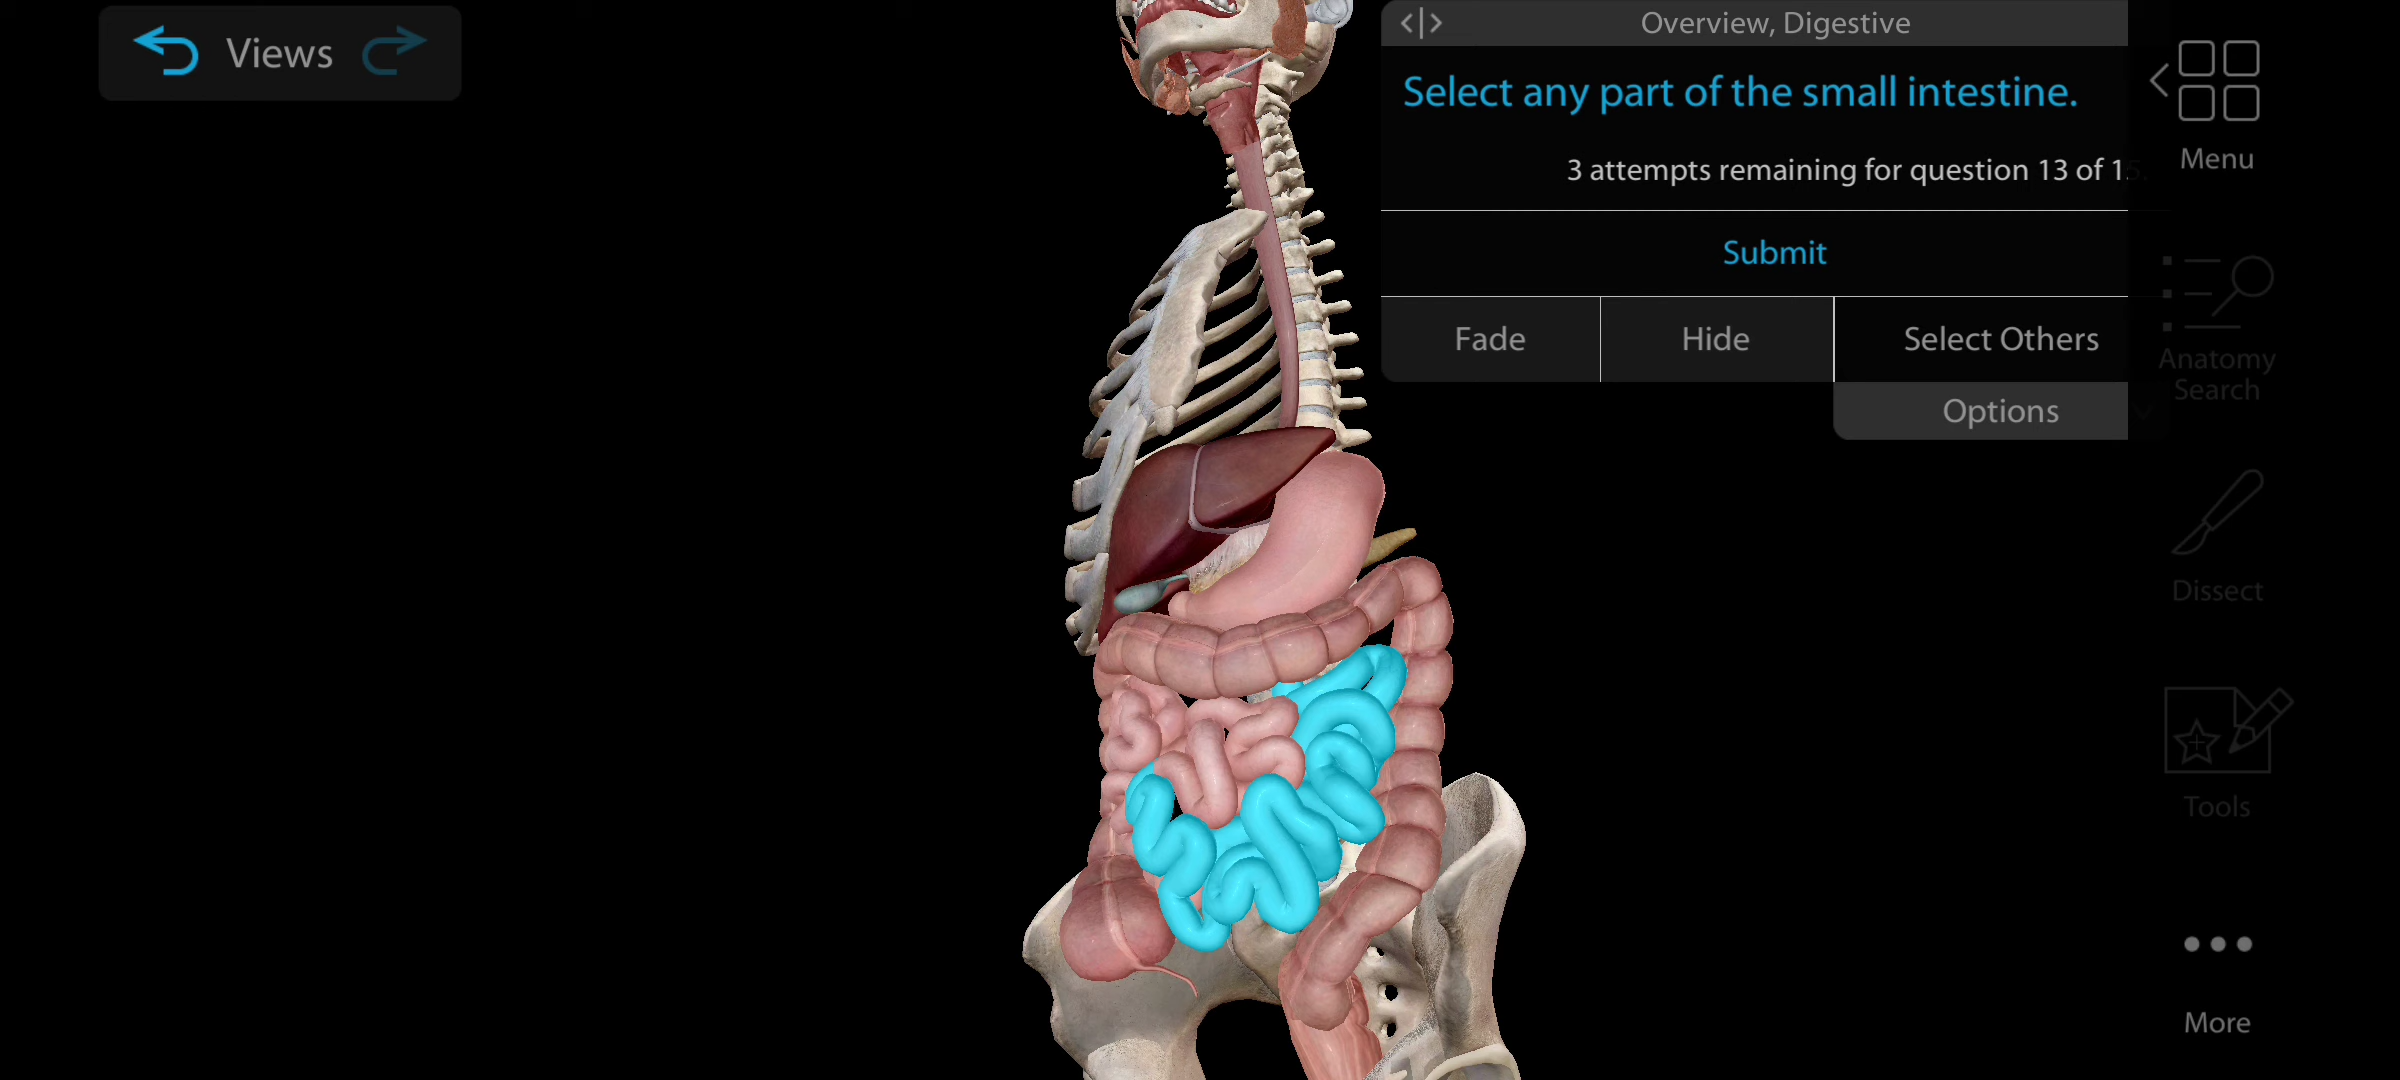 Views
Overview, Digestive
Select any part of the small intestine.
3 attempts remaining for question 13 of 15.
Submit
Fade
Hide
Select Others
Options
Menu
Anatomy
Search
Dissect
Tools
More